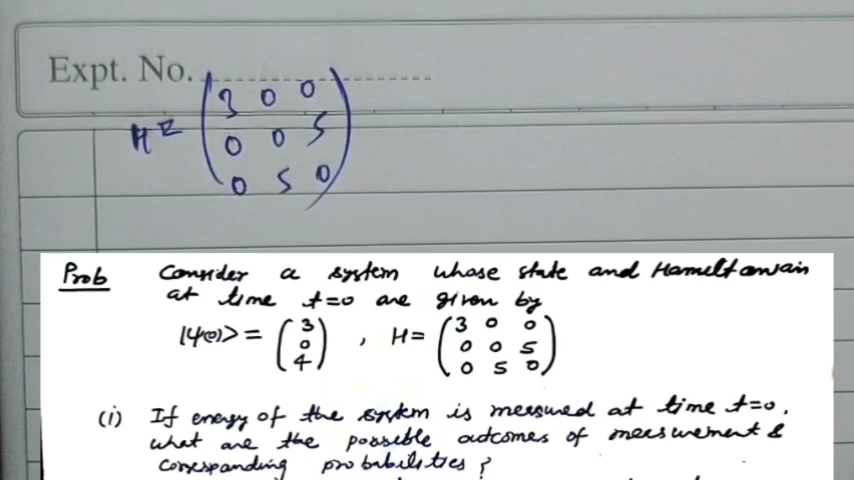 Expt. No.
H = (3 0 0
0 0 5
0 5 0)
Prob Consider a system whose state and Hamiltonain
at time t=0 are given by
|ψ(0)> = (3 0 4), H = (3 0 0
0 0 5
0 5 0)
(i) If energy of the system is measured at time t=0,
what are the possible outcomes of measurement &
corresponding probabilities?